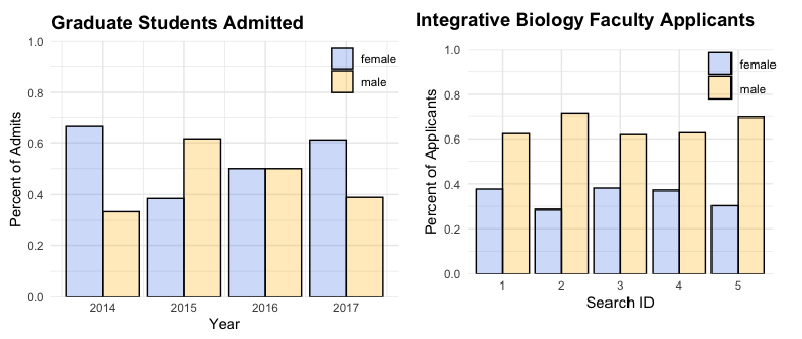 Graduate Students Admitted
Percent of Admits
1.0
0.8
0.6
0.4
0.2
0.0
female
male
2014 2015 2016 2017
Year
Integrative Biology Faculty Applicants
Percent of Applicants
1.0
0.8
0.6
0.4
0.2
0.0
female
male
1 2 3 4 5
Search ID